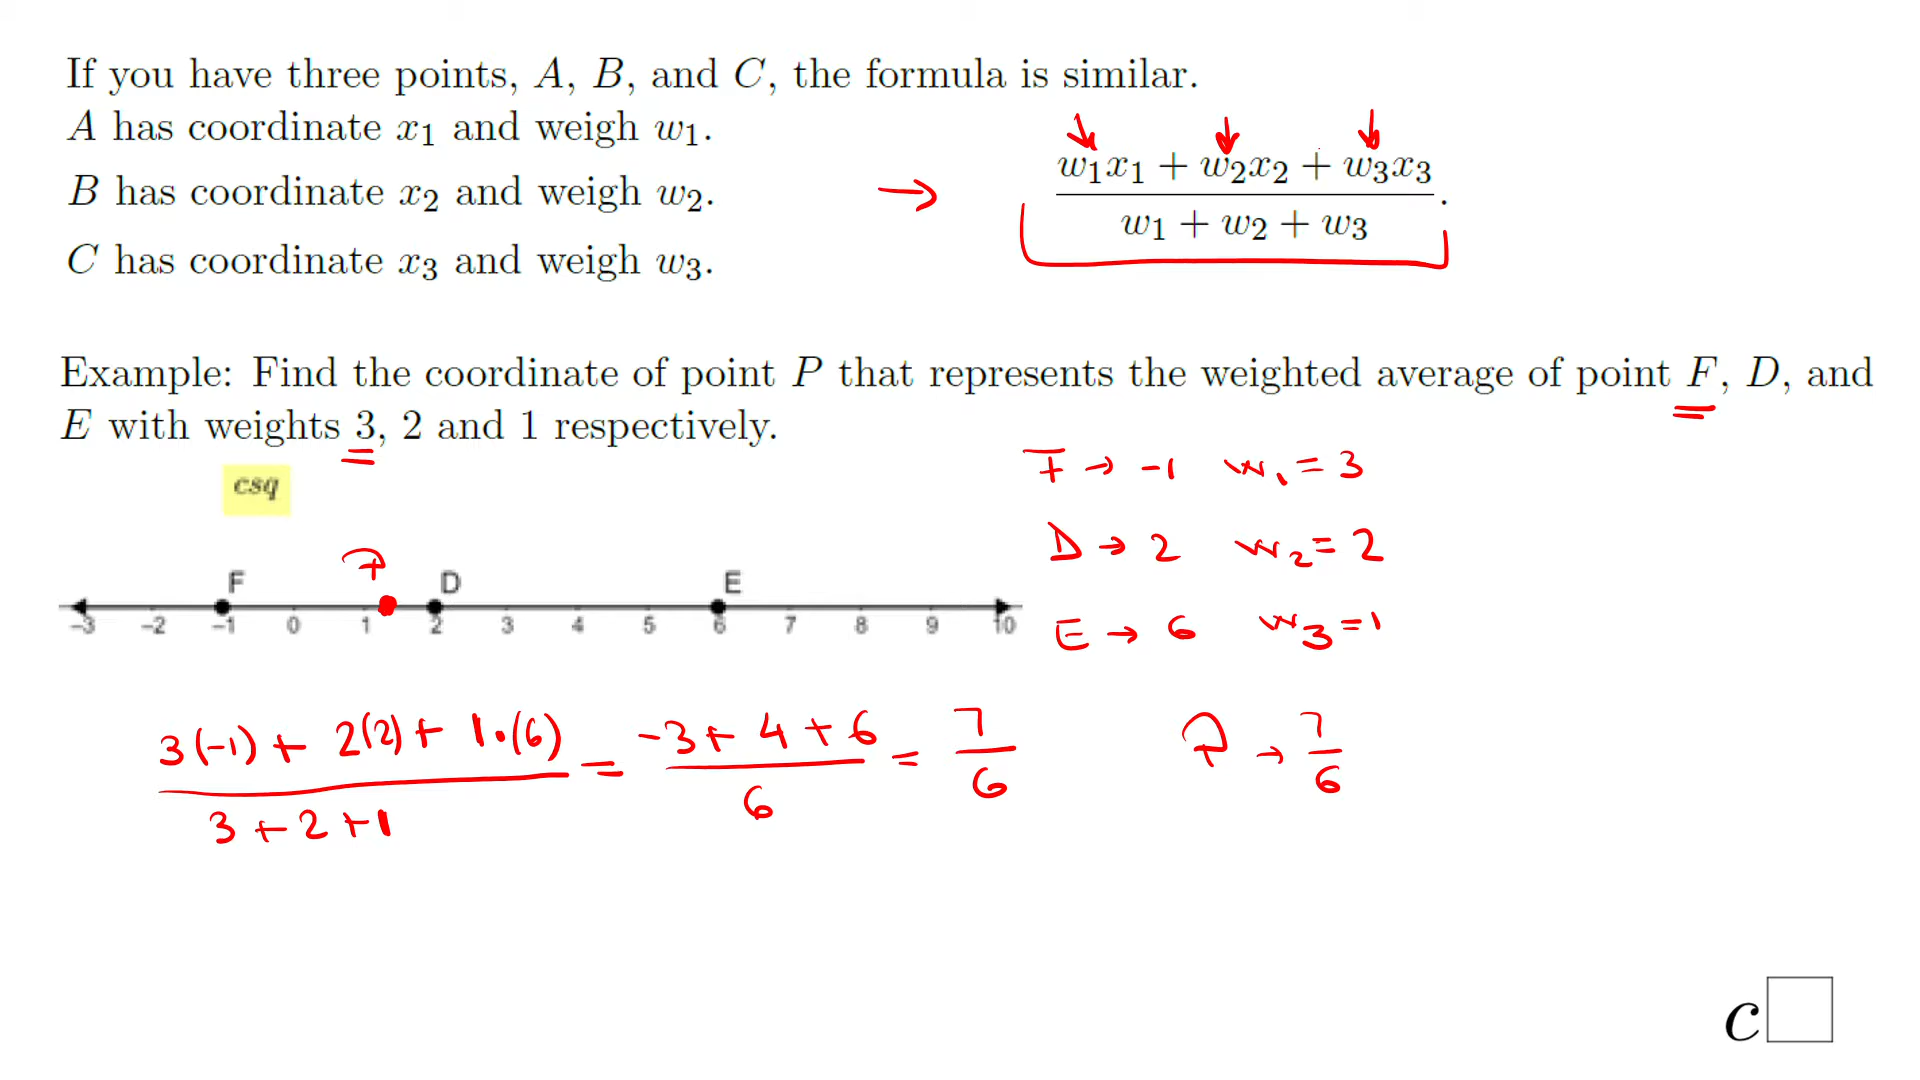 If you have three points, A, B, and C, the formula is similar.
A has coordinate x₁ and weigh w₁.
B has coordinate x₂ and weigh w₂.
C has coordinate x₃ and weigh w₃.
→ (w₁x₁ + w₂x₂ + w₃x₃)/(w₁ + w₂ + w₃).
Example: Find the coordinate of point P that represents the weighted average of point F, D, and
E with weights 3, 2 and 1 respectively.
csq
P
F D E
-3 -2 -1 0 1 2 3 4 5 6 7 8 9 10
F → -1 w₁ = 3
D → 2 w₂ = 2
E → 6 w₃ = 1
(3(-1) + 2(2) + 1·(6))/(3 + 2 + 1) = (-3 + 4 + 6)/6 = 7/6
P → 7/6
c